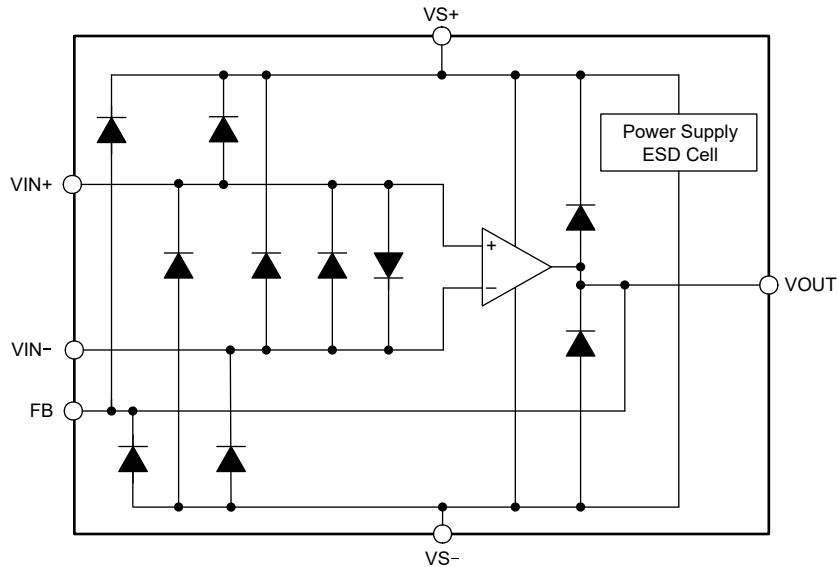 VS+
Power Supply
ESD Cell
VIN+
+
−
VOUT
VIN−
FB
VS−